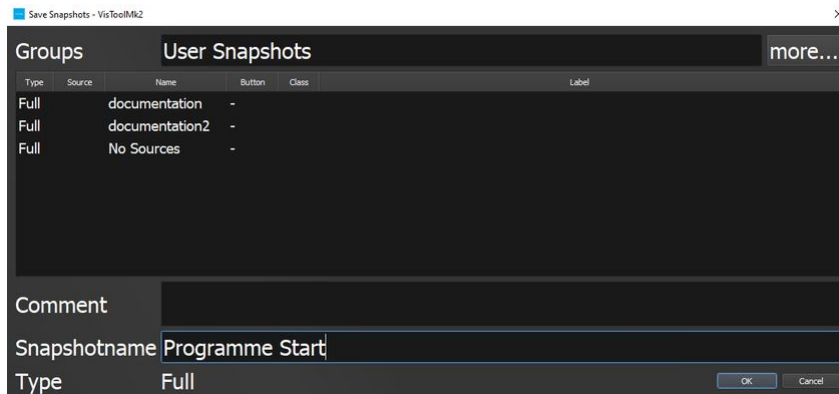 Save Snapshots - VisToolMk2
Groups User Snapshots more...
Type Source Name Button Class Label
Full documentation -
Full documentation2 -
Full No Sources -
Comment
Snapshotname Programme Start
Type Full OK Cancel